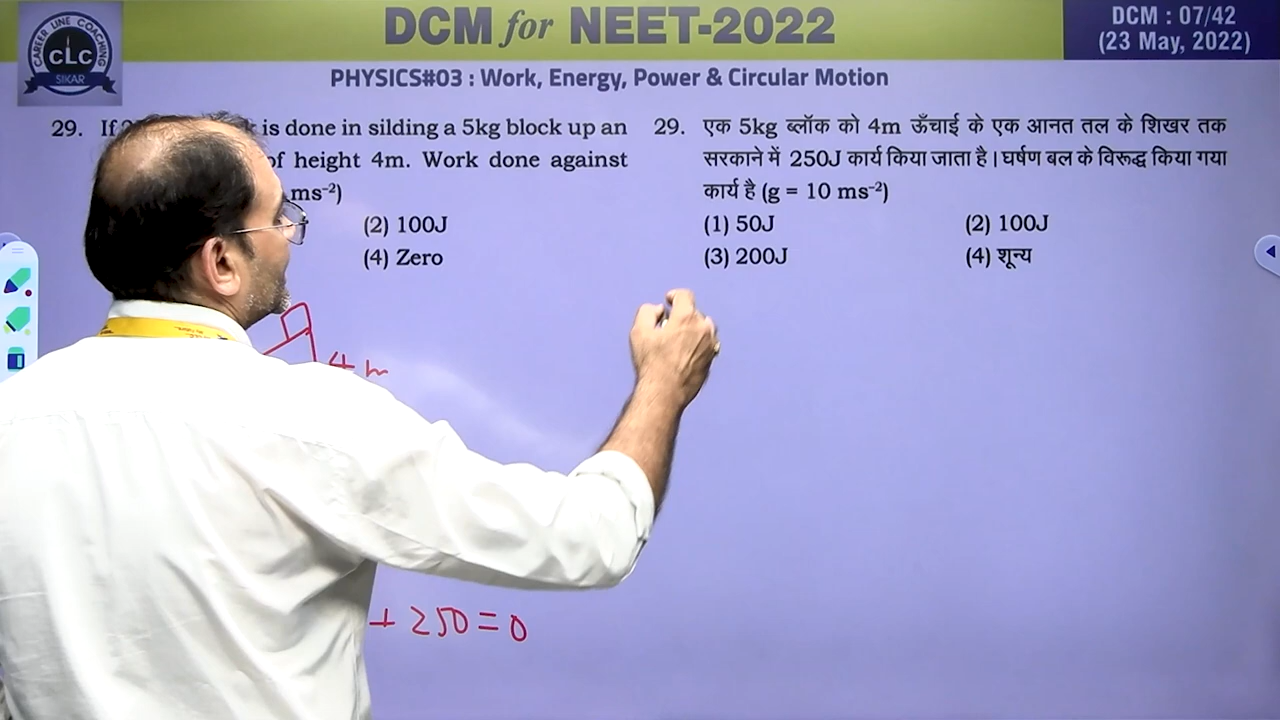 DCM for NEET-2022
DCM : 07/42
(23 May, 2022)
CAREER LINE COACHING
CLC
SIKAR
PHYSICS#03 : Work, Energy, Power & Circular Motion
29. If is done in silding a 5kg block up an
of height 4m. Work done against
ms⁻²)
(2) 100J
(4) Zero
29. एक 5kg ब्लॉक को 4m ऊँचाई के एक आनत तल के शिखर तक
सरकाने में 250J कार्य किया जाता है। घर्षण बल के विरूद्ध किया गया
कार्य है (g = 10 ms⁻²)
(1) 50J (2) 100J
(3) 200J (4) शून्य
4 m
+ 250 = 0